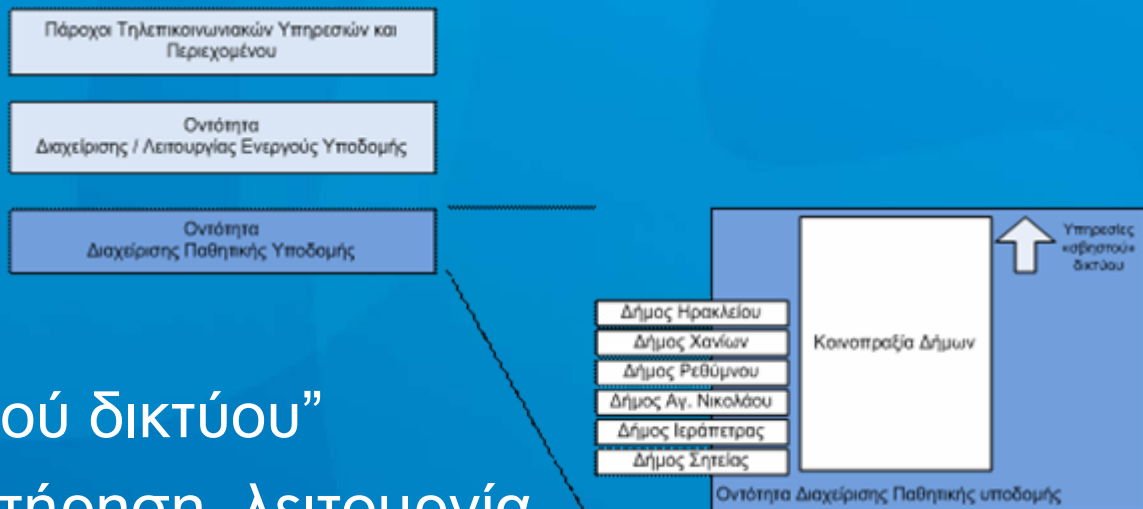 Πάροχοι Τηλεπικοινωνιακών Υπηρεσιών και
Περιεχομένου
Οντότητα
Διαχείρισης / Λειτουργίας Ενεργούς Υποδομής
Οντότητα
Διαχείρισης Παθητικής Υποδομής
Υπηρεσίες
«σβηστού»
δικτύου
Δήμος Ηρακλείου
Δήμος Χανίων
Δήμος Ρεθύμνου
Δήμος Αγ. Νικολάου
Δήμος Ιεράπετρας
Δήμος Σητείας
Κοινοπραξία Δήμων
Οντότητα Διαχείρισης Παθητικής υποδομής
ού δικτύου”
τήρηση, λειτουργία